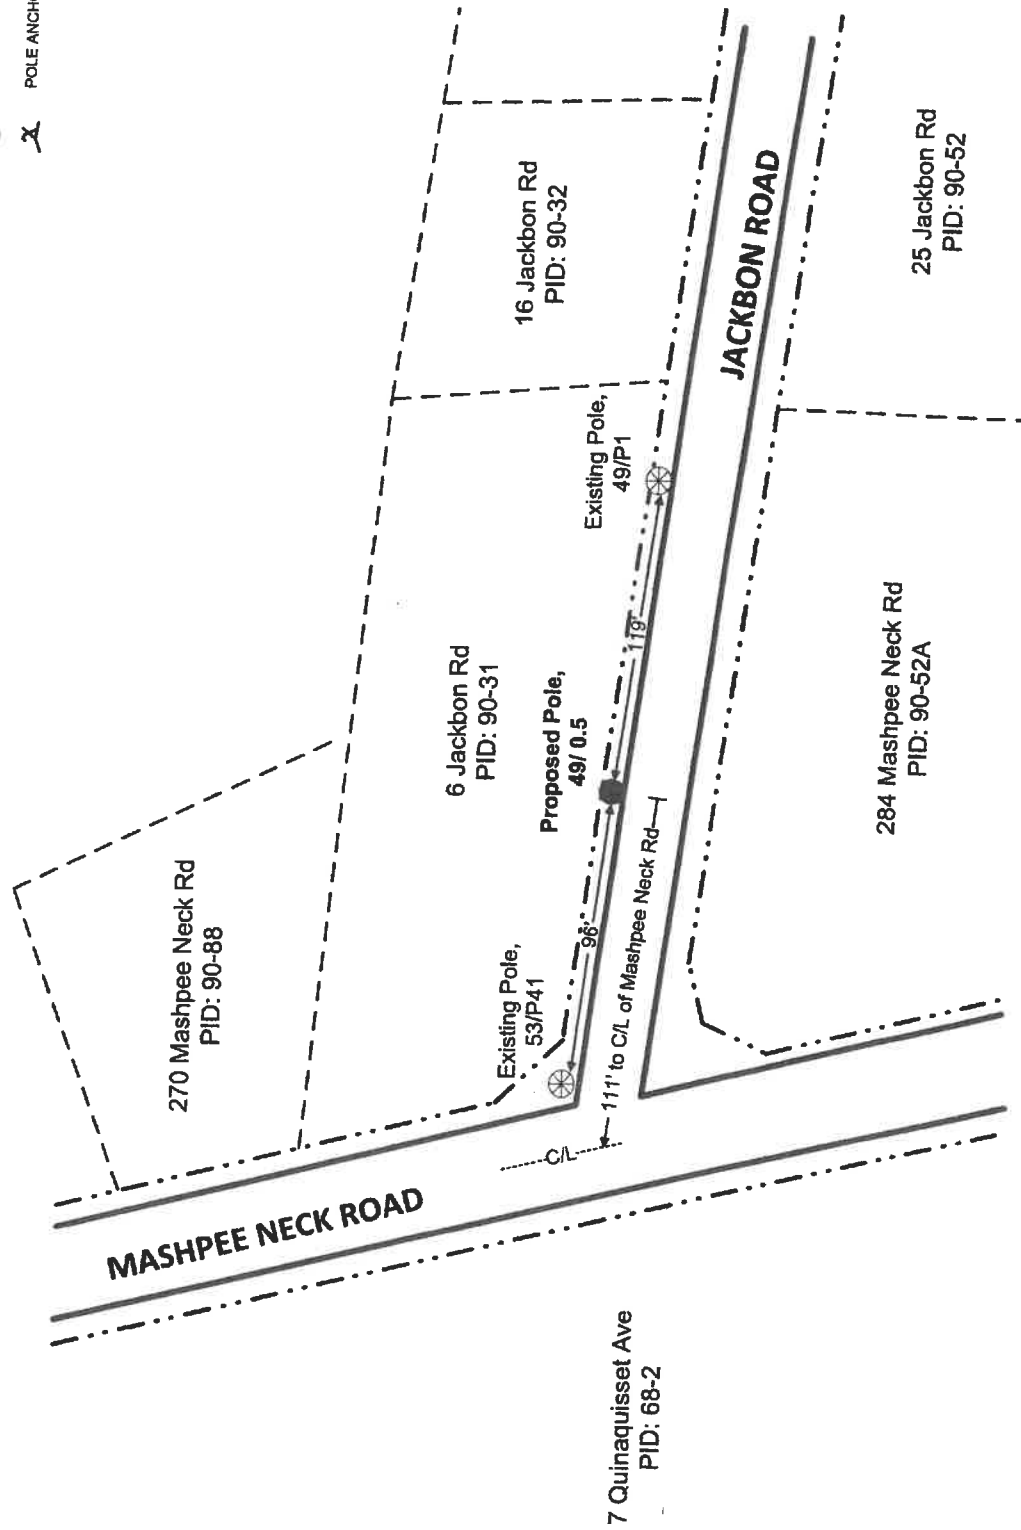 POLE ANCHO
16 Jackbon Rd
PID: 90-32
JACKBON ROAD
25 Jackbon Rd
PID: 90-52
Existing Pole,
49/P1
119'
6 Jackbon Rd
PID: 90-31
Proposed Pole,
49/ 0.5
284 Mashpee Neck Rd
PID: 90-52A
270 Mashpee Neck Rd
PID: 90-88
Existing Pole,
53/P41
96'
111' to C/L of Mashpee Neck Rd
C/L
MASHPEE NECK ROAD
7 Quinaquisset Ave
PID: 68-2